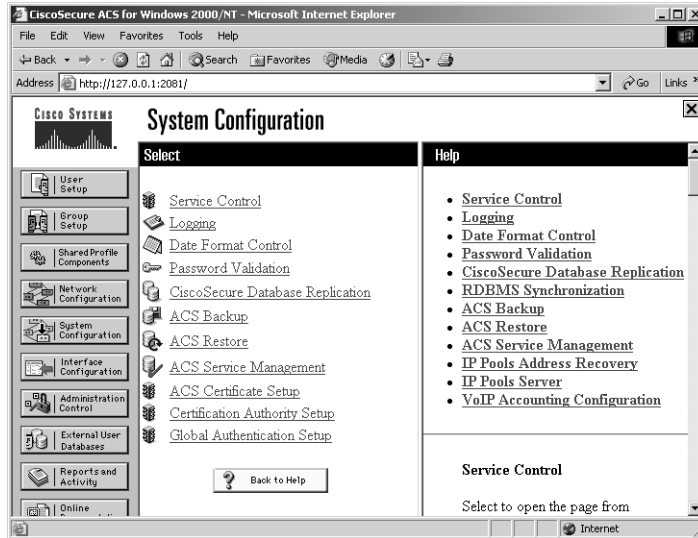 CiscoSecure ACS for Windows 2000/NT - Microsoft Internet Explorer
File Edit View Favorites Tools Help
Back Search Favorites Media
Address http://127.0.0.1:2081/ Go Links
CISCO SYSTEMS
System Configuration
User Setup
Group Setup
Shared Profile Components
Network Configuration
System Configuration
Interface Configuration
Administration Control
External User Databases
Reports and Activity
Online
Select
Service Control
Logging
Date Format Control
Password Validation
CiscoSecure Database Replication
ACS Backup
ACS Restore
ACS Service Management
ACS Certificate Setup
Certification Authority Setup
Global Authentication Setup
? Back to Help
Help
• Service Control
• Logging
• Date Format Control
• Password Validation
• CiscoSecure Database Replication
• RDBMS Synchronization
• ACS Backup
• ACS Restore
• ACS Service Management
• IP Pools Address Recovery
• IP Pools Server
• VoIP Accounting Configuration
Service Control
Select to open the page from
Internet